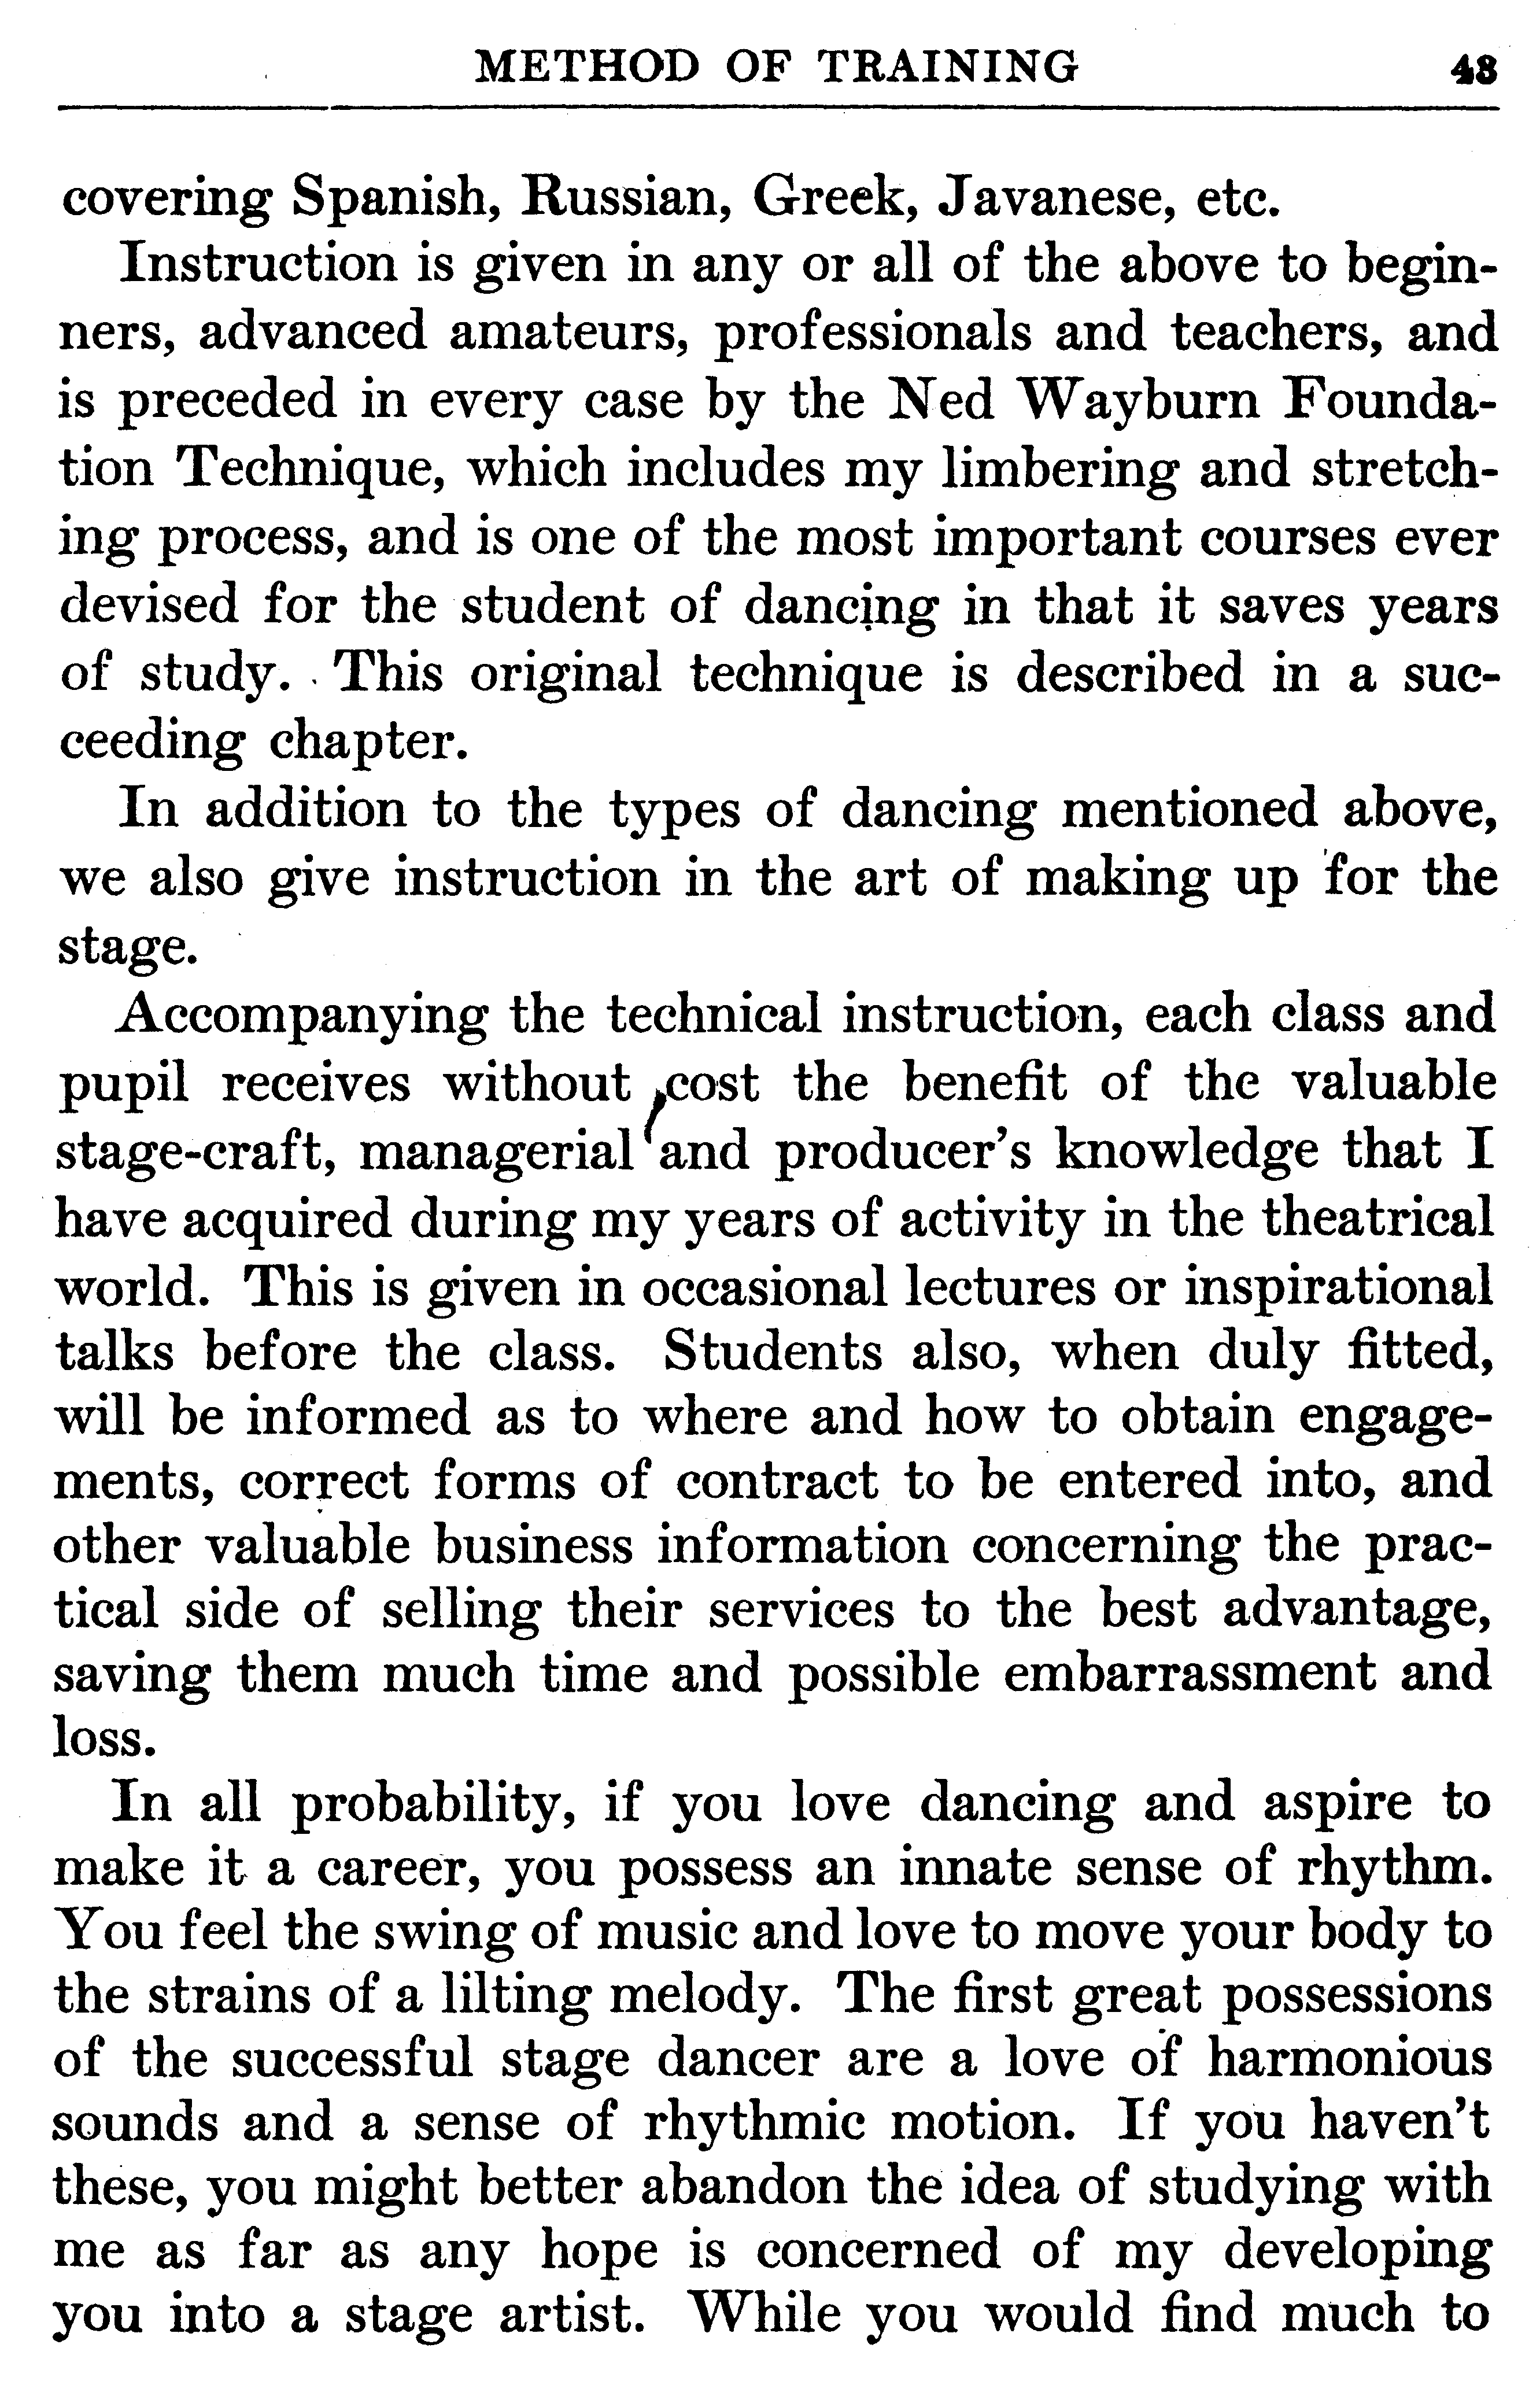 METHOD OF TRAINING 43
covering Spanish, Russian, Greek, Javanese, etc.
Instruction is given in any or all of the above to begin-
ners, advanced amateurs, professionals and teachers, and
is preceded in every case by the Ned Wayburn Founda-
tion Technique, which includes my limbering and stretch-
ing process, and is one of the most important courses ever
devised for the student of dancing in that it saves years
of study. This original technique is described in a suc-
ceeding chapter.
In addition to the types of dancing mentioned above,
we also give instruction in the art of making up for the
stage.
Accompanying the technical instruction, each class and
pupil receives without cost the benefit of the valuable
stage-craft, managerial and producer's knowledge that I
have acquired during my years of activity in the theatrical
world. This is given in occasional lectures or inspirational
talks before the class. Students also, when duly fitted,
will be informed as to where and how to obtain engage-
ments, correct forms of contract to be entered into, and
other valuable business information concerning the prac-
tical side of selling their services to the best advantage,
saving them much time and possible embarrassment and
loss.
In all probability, if you love dancing and aspire to
make it a career, you possess an innate sense of rhythm.
You feel the swing of music and love to move your body to
the strains of a lilting melody. The first great possessions
of the successful stage dancer are a love of harmonious
sounds and a sense of rhythmic motion. If you haven't
these, you might better abandon the idea of studying with
me as far as any hope is concerned of my developing
you into a stage artist. While you would find much to